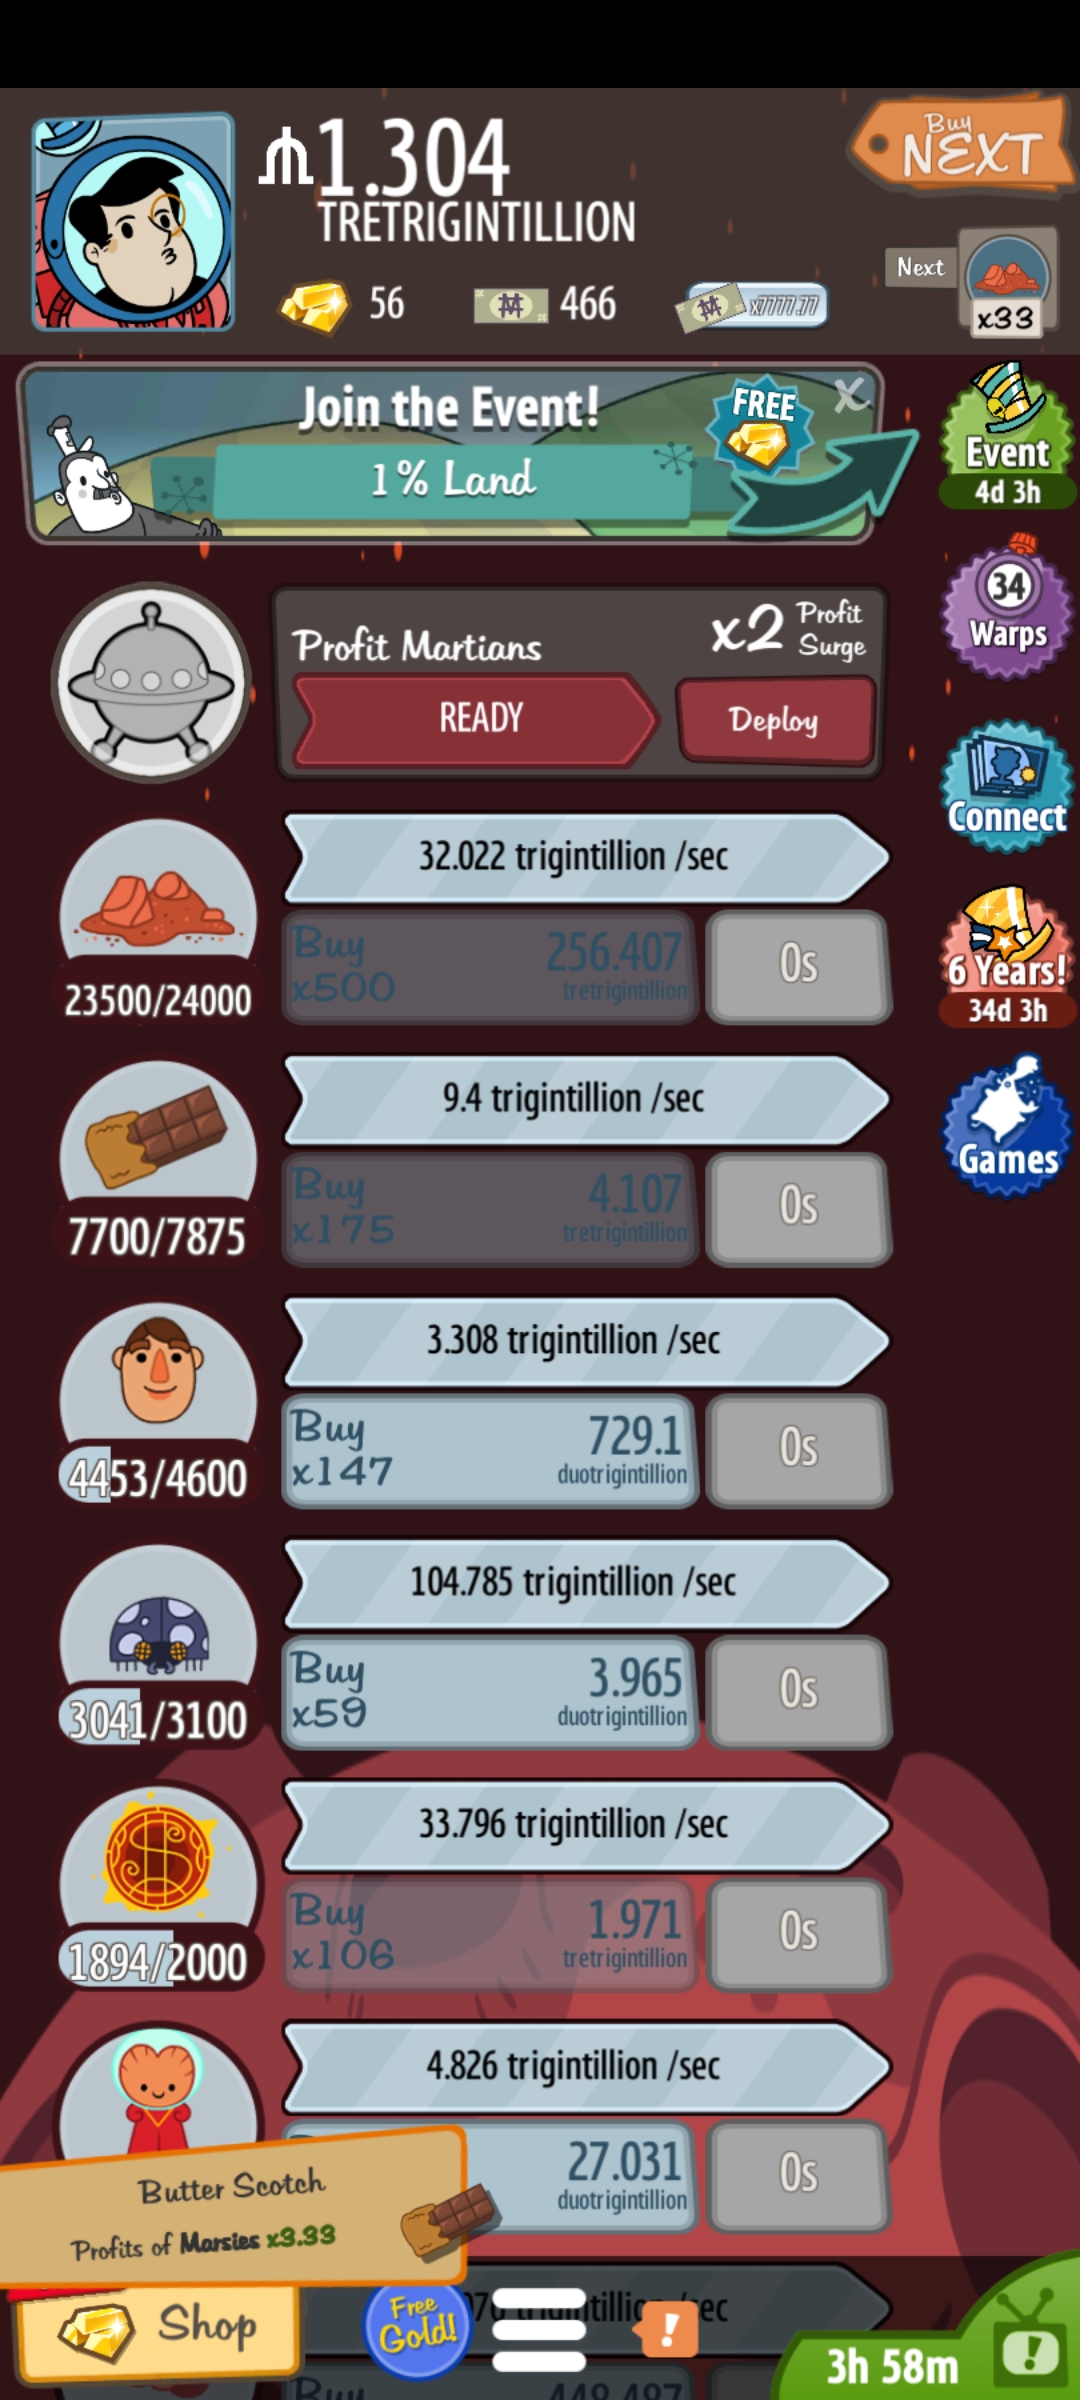 1.304
TRETRIGINTILLION
Buy
NEXT
56
466
x7777.77
Next
x33
Join the Event!
1% Land
FREE
X
Event
4d 3h
Profit Martians
x2 Profit
Surge
READY
Deploy
34
Warps
32.022 trigintillion /sec
Buy
x500
256.407
tretrigintillion
0s
23500/24000
Connect
6 Years!
34d 3h
9.4 trigintillion /sec
Buy
x175
4.107
tretrigintillion
0s
7700/7875
Games
3.308 trigintillion /sec
Buy
x147
729.1
duotrigintillion
0s
4453/4600
104.785 trigintillion /sec
Buy
x59
3.965
duotrigintillion
0s
3041/3100
33.796 trigintillion /sec
Buy
x106
1.971
tretrigintillion
0s
1894/2000
4.826 trigintillion /sec
27.031
duotrigintillion
0s
Butter Scotch
Profits of Marsies x3.33
Shop
Free
Gold!
!
3h 58m
!
Buy